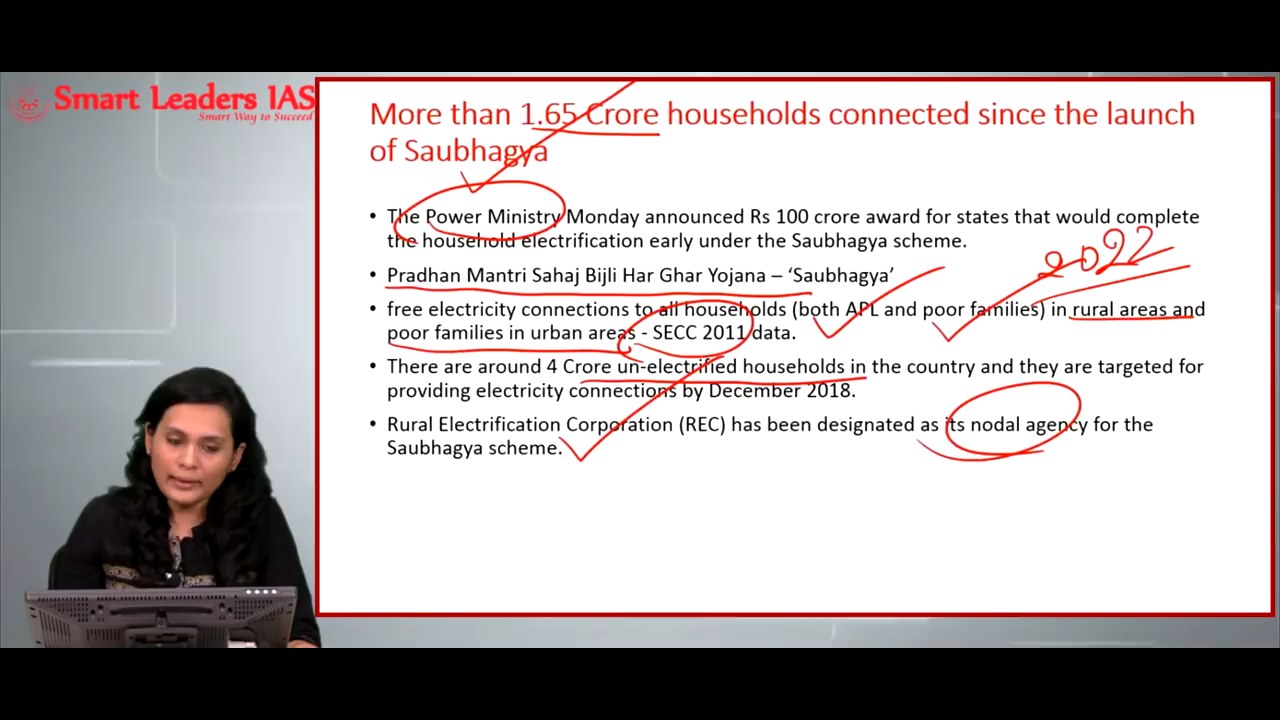 Smart Leaders IAS
Smart Way to Succeed
More than 1.65 Crore households connected since the launch
of Saubhagya
• The Power Ministry Monday announced Rs 100 crore award for states that would complete
the household electrification early under the Saubhagya scheme.
2022
• Pradhan Mantri Sahaj Bijli Har Ghar Yojana – ‘Saubhagya’
• free electricity connections to all households (both APL and poor families) in rural areas and
poor families in urban areas - SECC 2011 data.
• There are around 4 Crore un-electrified households in the country and they are targeted for
providing electricity connections by December 2018.
• Rural Electrification Corporation (REC) has been designated as its nodal agency for the
Saubhagya scheme.